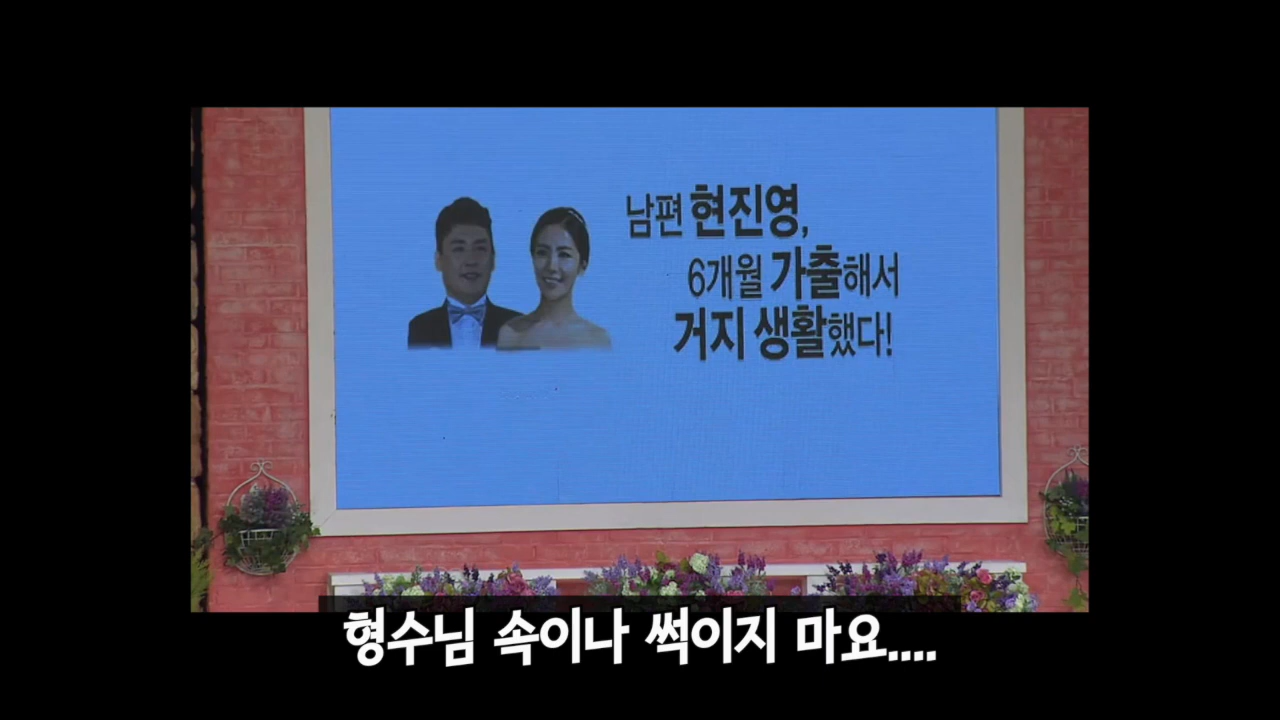 남편 현진영,
6개월 가출해서
거지 생활했다!
형수님 속이나 썩이지 마요....